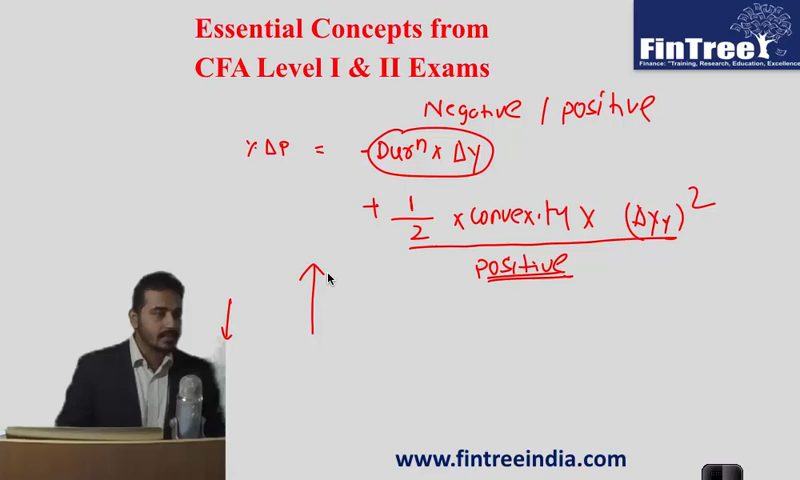 Essential Concepts from
CFA Level I & II Exams
FinTree
Finance: "Training, Research, Education, Excellence
Negative / positive
% ΔP = -Durⁿ × Δy
+ 1/2 × convexity × (Δy)²
positive
www.fintreeindia.com